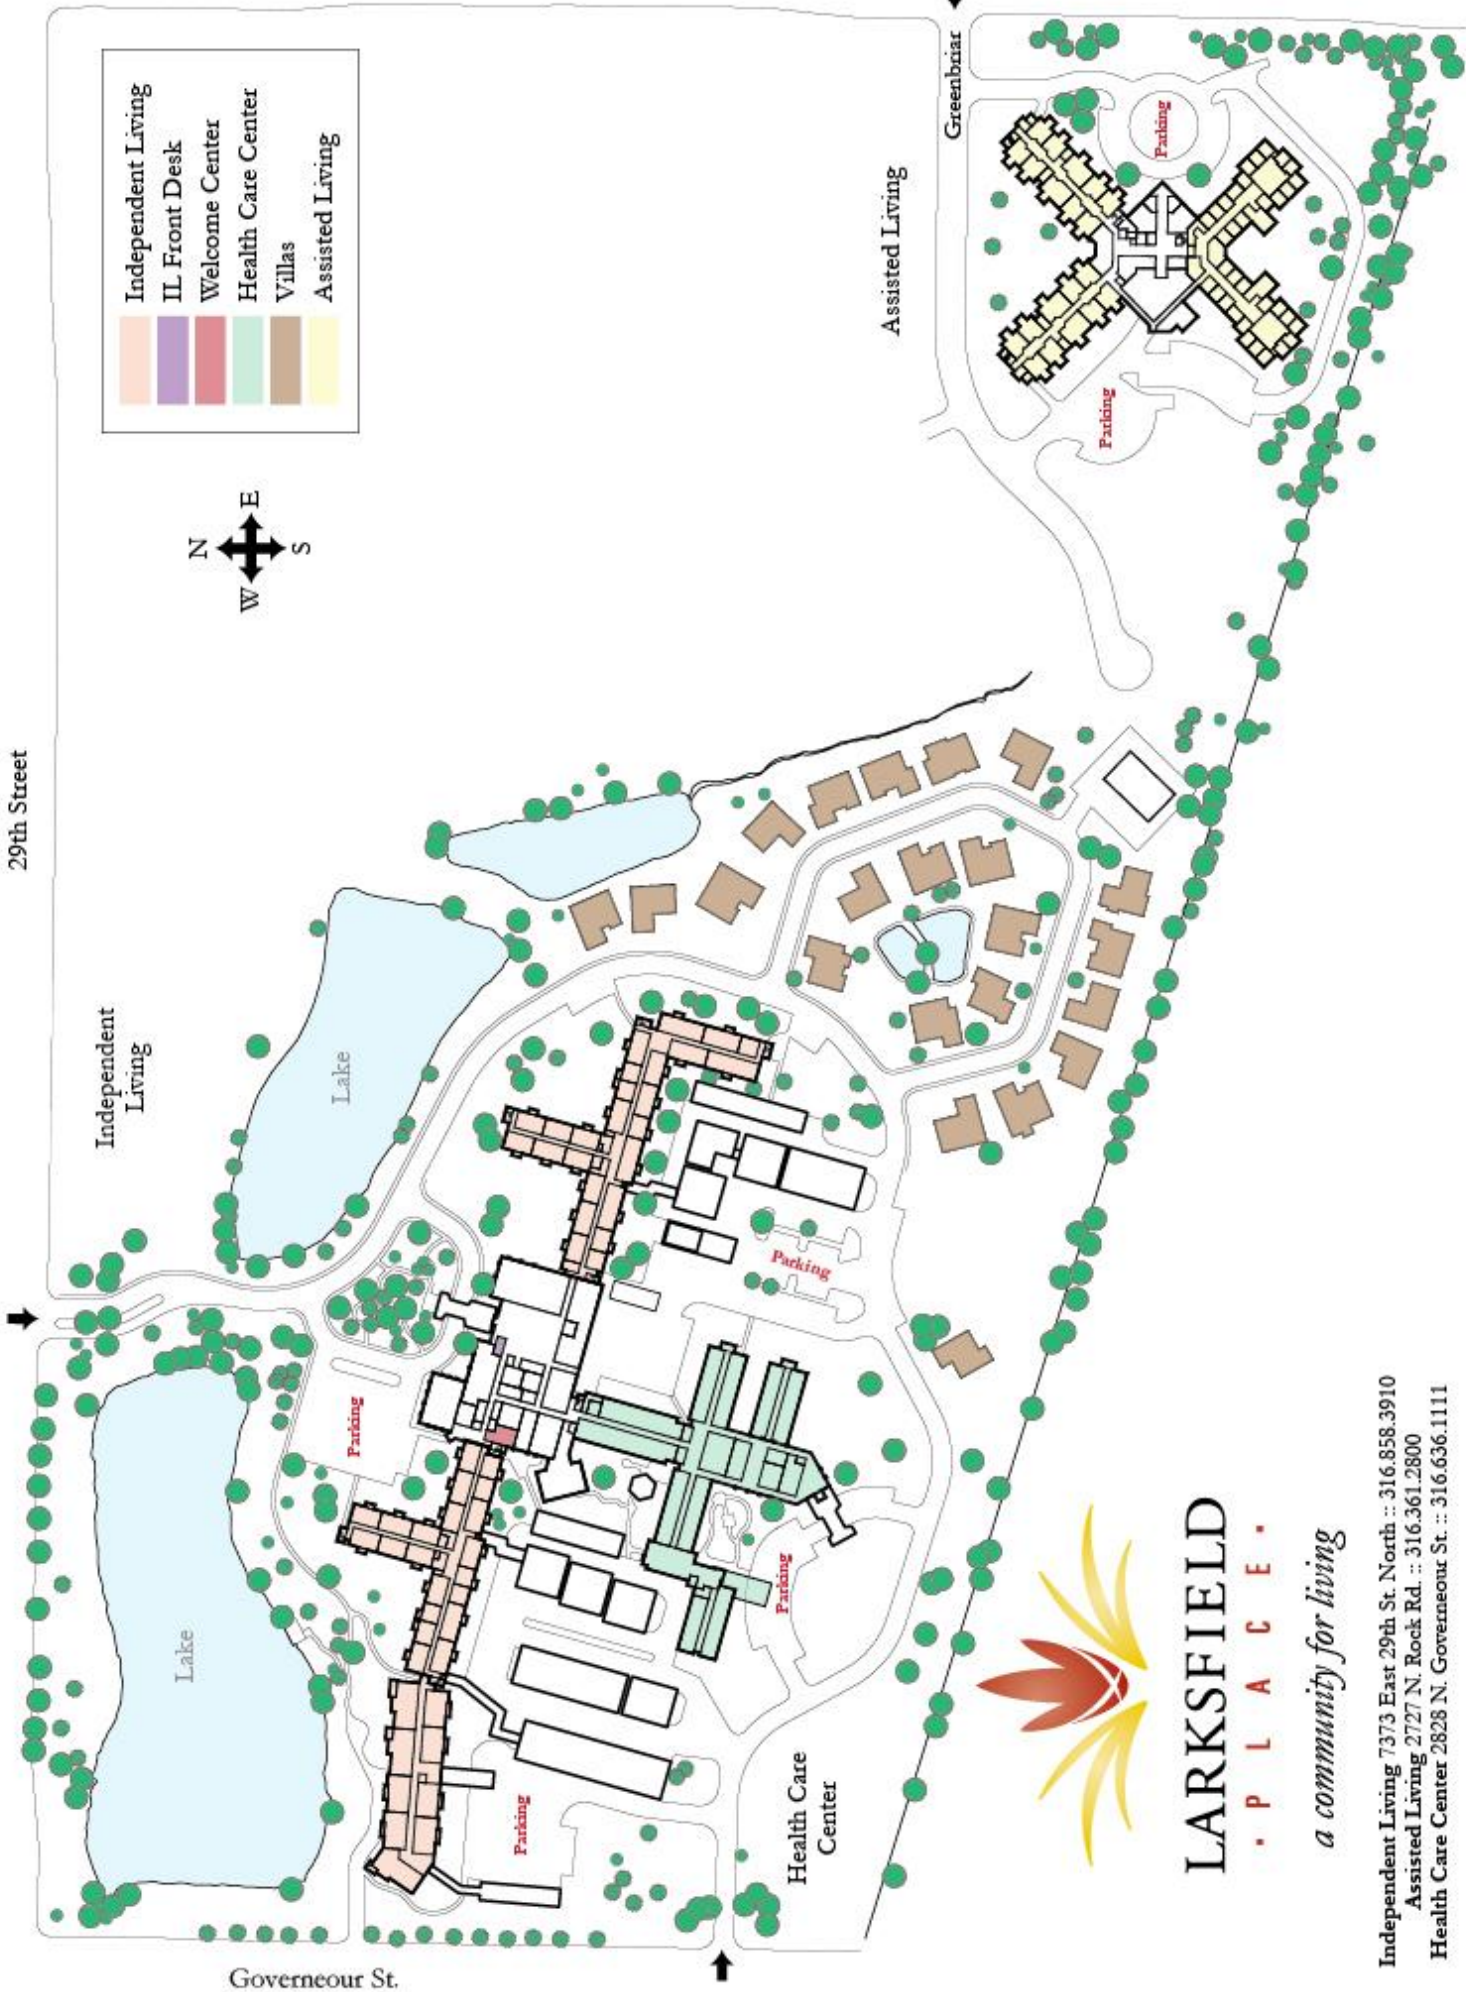 29th Street
Independent Living
IL Front Desk
Welcome Center
Health Care Center
Villas
Assisted Living
N
W
E
S
Independent
Living
Lake
Lake
Assisted Living
Greenbriar
Parking
Parking
Parking
Parking
Parking
Parking
Governeour St.
Health Care
Center
LARKSFIELD
▪ PLACE ▪
a community for living
Independent Living 7373 East 29th St. North :: 316.858.3910
Assisted Living 2727 N. Rock Rd. :: 316.361.2800
Health Care Center 2828 N. Governeour St. :: 316.636.1111